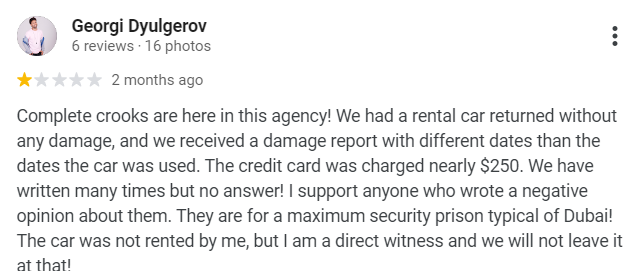 Georgi Dyulgerov
6 reviews · 16 photos
2 months ago
Complete crooks are here in this agency! We had a rental car returned without
any damage, and we received a damage report with different dates than the
dates the car was used. The credit card was charged nearly $250. We have
written many times but no answer! I support anyone who wrote a negative
opinion about them. They are for a maximum security prison typical of Dubai!
The car was not rented by me, but I am a direct witness and we will not leave it
at that!